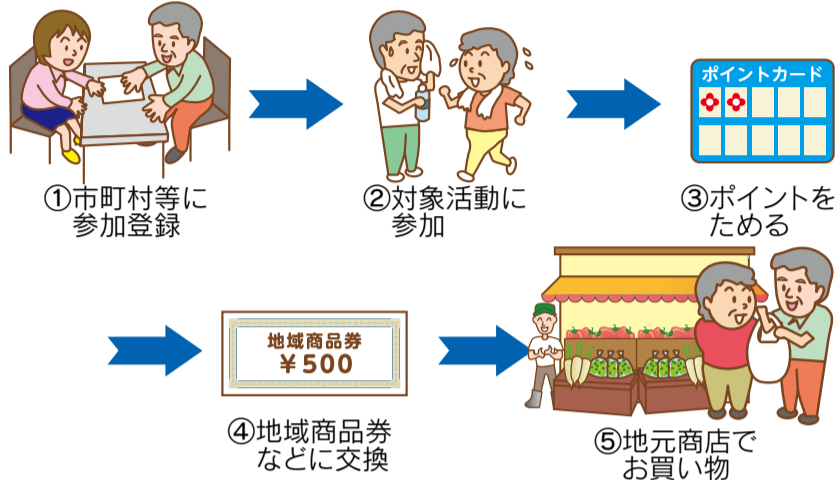 ①市町村等に
参加登録
②対象活動に
参加
ポイントカード
③ポイントを
ためる
地域商品券
￥500
④地域商品券
などに交換
⑤地元商店で
お買い物